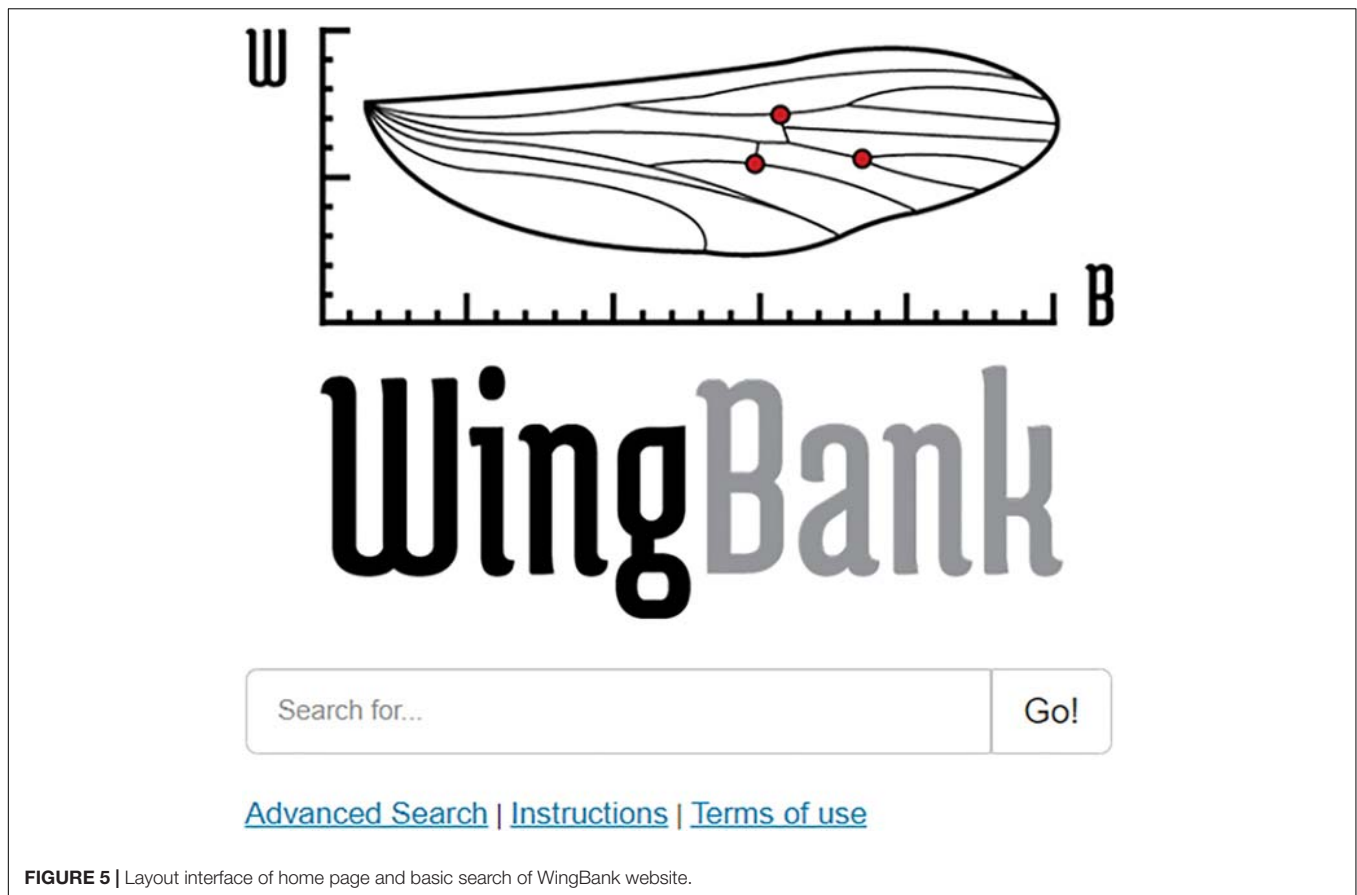 W
B
WingBank
Search for...
Go!
Advanced Search | Instructions | Terms of use
FIGURE 5 | Layout interface of home page and basic search of WingBank website.